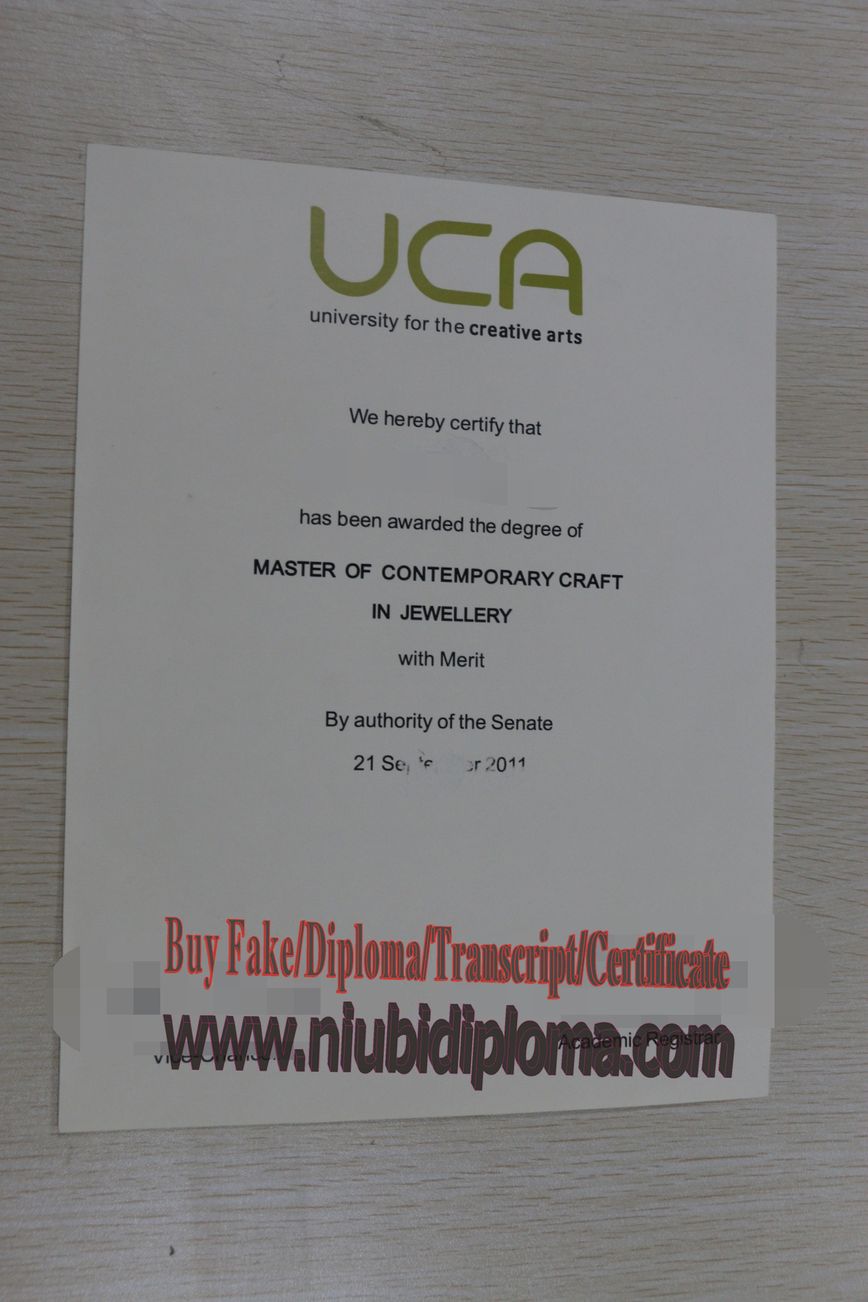 UCA
university for the creative arts
We hereby certify that
has been awarded the degree of
MASTER OF CONTEMPORARY CRAFT
IN JEWELLERY
with Merit
By authority of the Senate
21 2011
Buy Fake/Diploma/Transcript/Certificate
www.niubidiploma.com
Academic Registrar